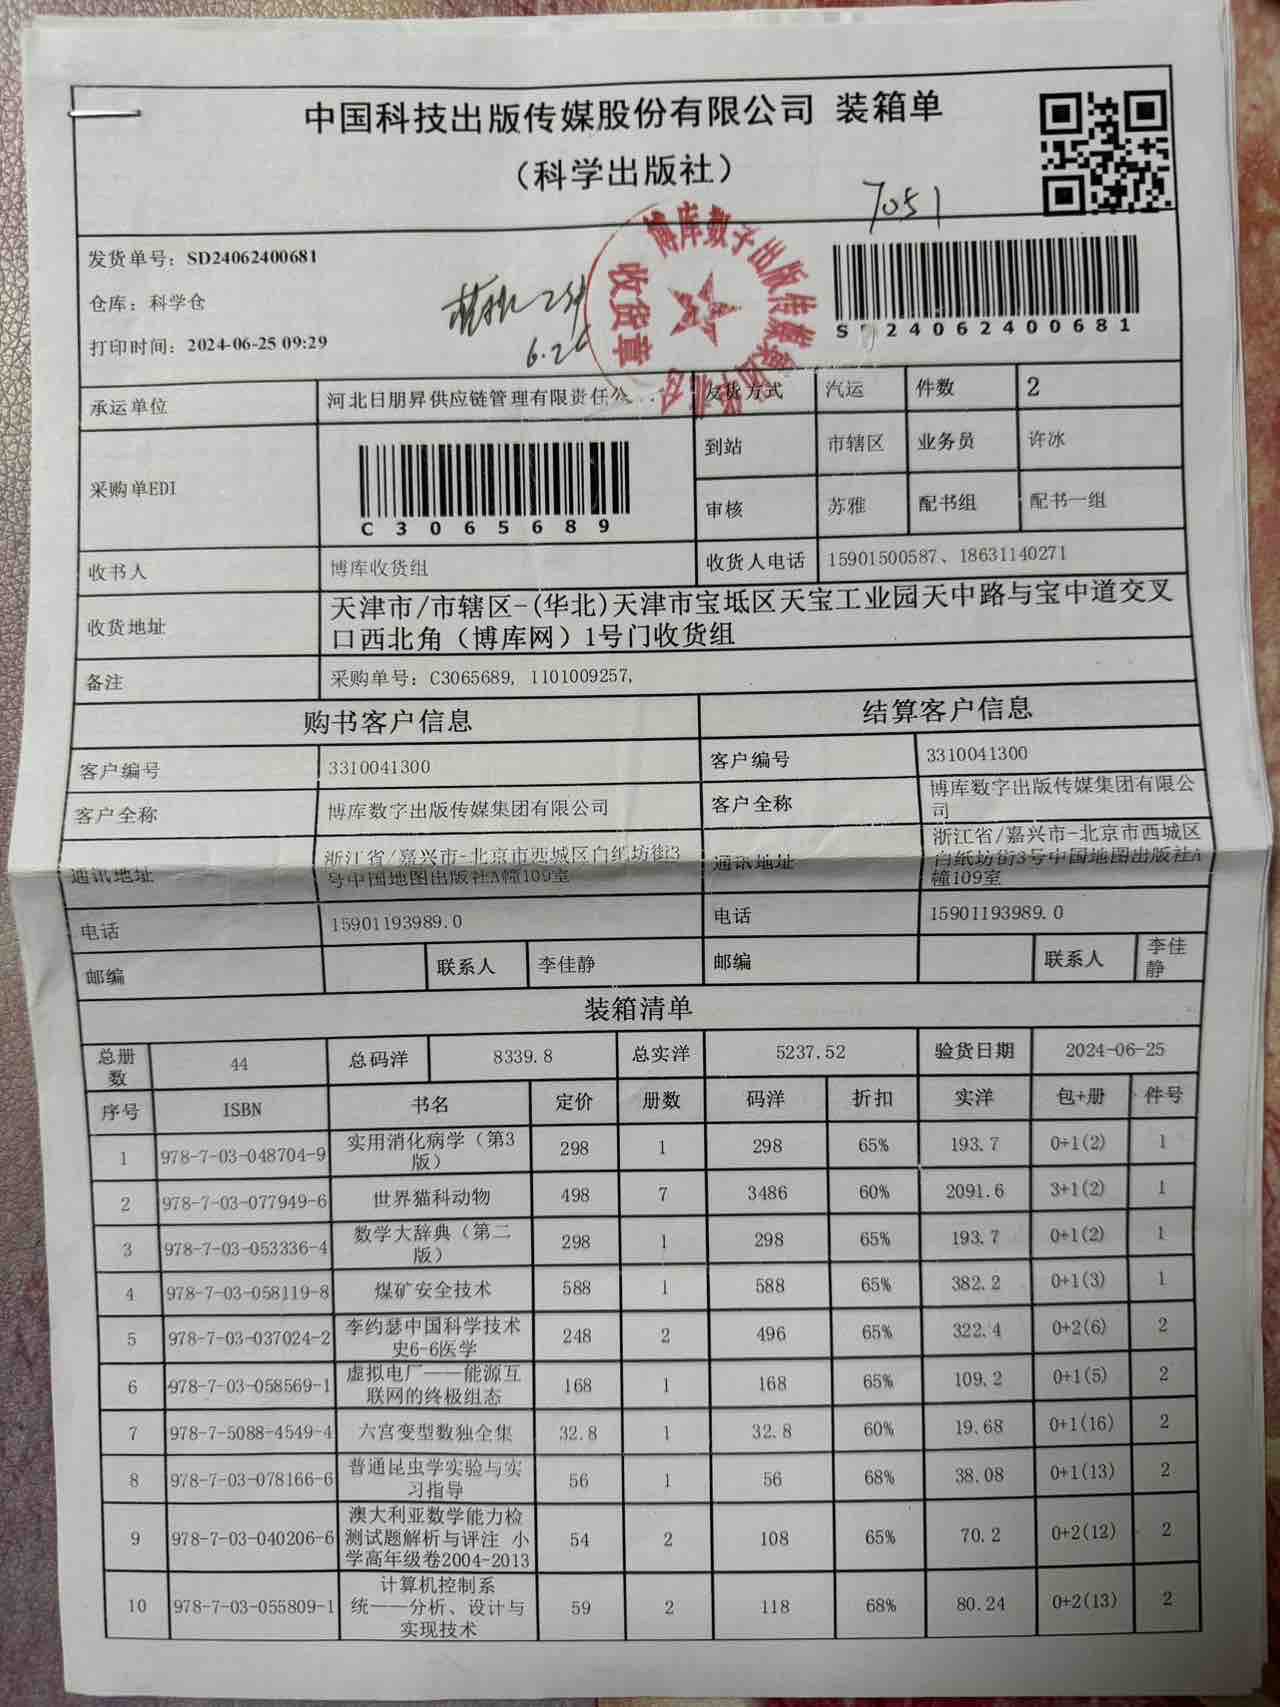 中国科技出版传媒股份有限公司 装箱单
（科学出版社）
7051
发货单号：SD24062400681
仓库：科学仓
打印时间：2024-06-25 09:29
6.26
博库数字出版传媒集团
收货章
SD24062400681
承运单位 河北日朋昇供应链管理有限责任公... 发货方式 汽运 件数 2
采购单EDI C3065689 到站 市辖区 业务员 许冰
审核 苏雅 配书组 配书一组
收书人 博库收货组 收货人电话 15901500587、18631140271
收货地址 天津市/市辖区-(华北)天津市宝坻区天宝工业园天中路与宝中道交叉
口西北角（博库网）1号门收货组
备注 采购单号：C3065689, 1101009257,
购书客户信息 结算客户信息
客户编号 3310041300 客户编号 3310041300
客户全称 博库数字出版传媒集团有限公司 客户全称 博库数字出版传媒集团有限公
司
通讯地址 浙江省/嘉兴市-北京市西城区白纸坊街3
号中国地图出版社A幢109室
通讯地址 浙江省/嘉兴市-北京市西城区
白纸坊街3号中国地图出版社A
幢109室
电话 15901193989.0 电话 15901193989.0
邮编 联系人 李佳静 邮编 联系人 李佳
静
装箱清单
总册
数 44 总码洋 8339.8 总实洋 5237.52 验货日期 2024-06-25
序号 ISBN 书名 定价 册数 码洋 折扣 实洋 包+册 件号
1 978-7-03-048704-9 实用消化病学（第3
版） 298 1 298 65% 193.7 0+1(2) 1
2 978-7-03-077949-6 世界猫科动物 498 7 3486 60% 2091.6 3+1(2) 1
3 978-7-03-053336-4 数学大辞典（第二
版） 298 1 298 65% 193.7 0+1(2) 1
4 978-7-03-058119-8 煤矿安全技术 588 1 588 65% 382.2 0+1(3) 1
5 978-7-03-037024-2 李约瑟中国科学技术
史6-6医学 248 2 496 65% 322.4 0+2(6) 2
6 978-7-03-058569-1 虚拟电厂——能源互
联网的终极组态 168 1 168 65% 109.2 0+1(5) 2
7 978-7-5088-4549-4 六宫变型数独全集 32.8 1 32.8 60% 19.68 0+1(16) 2
8 978-7-03-078166-6 普通昆虫学实验与实
习指导 56 1 56 68% 38.08 0+1(13) 2
9 978-7-03-040206-6 澳大利亚数学能力检
测试题解析与评注 小
学高年级卷2004-2013 54 2 108 65% 70.2 0+2(12) 2
10 978-7-03-055809-1 计算机控制系
统——分析、设计与
实现技术 59 2 118 68% 80.24 0+2(13) 2